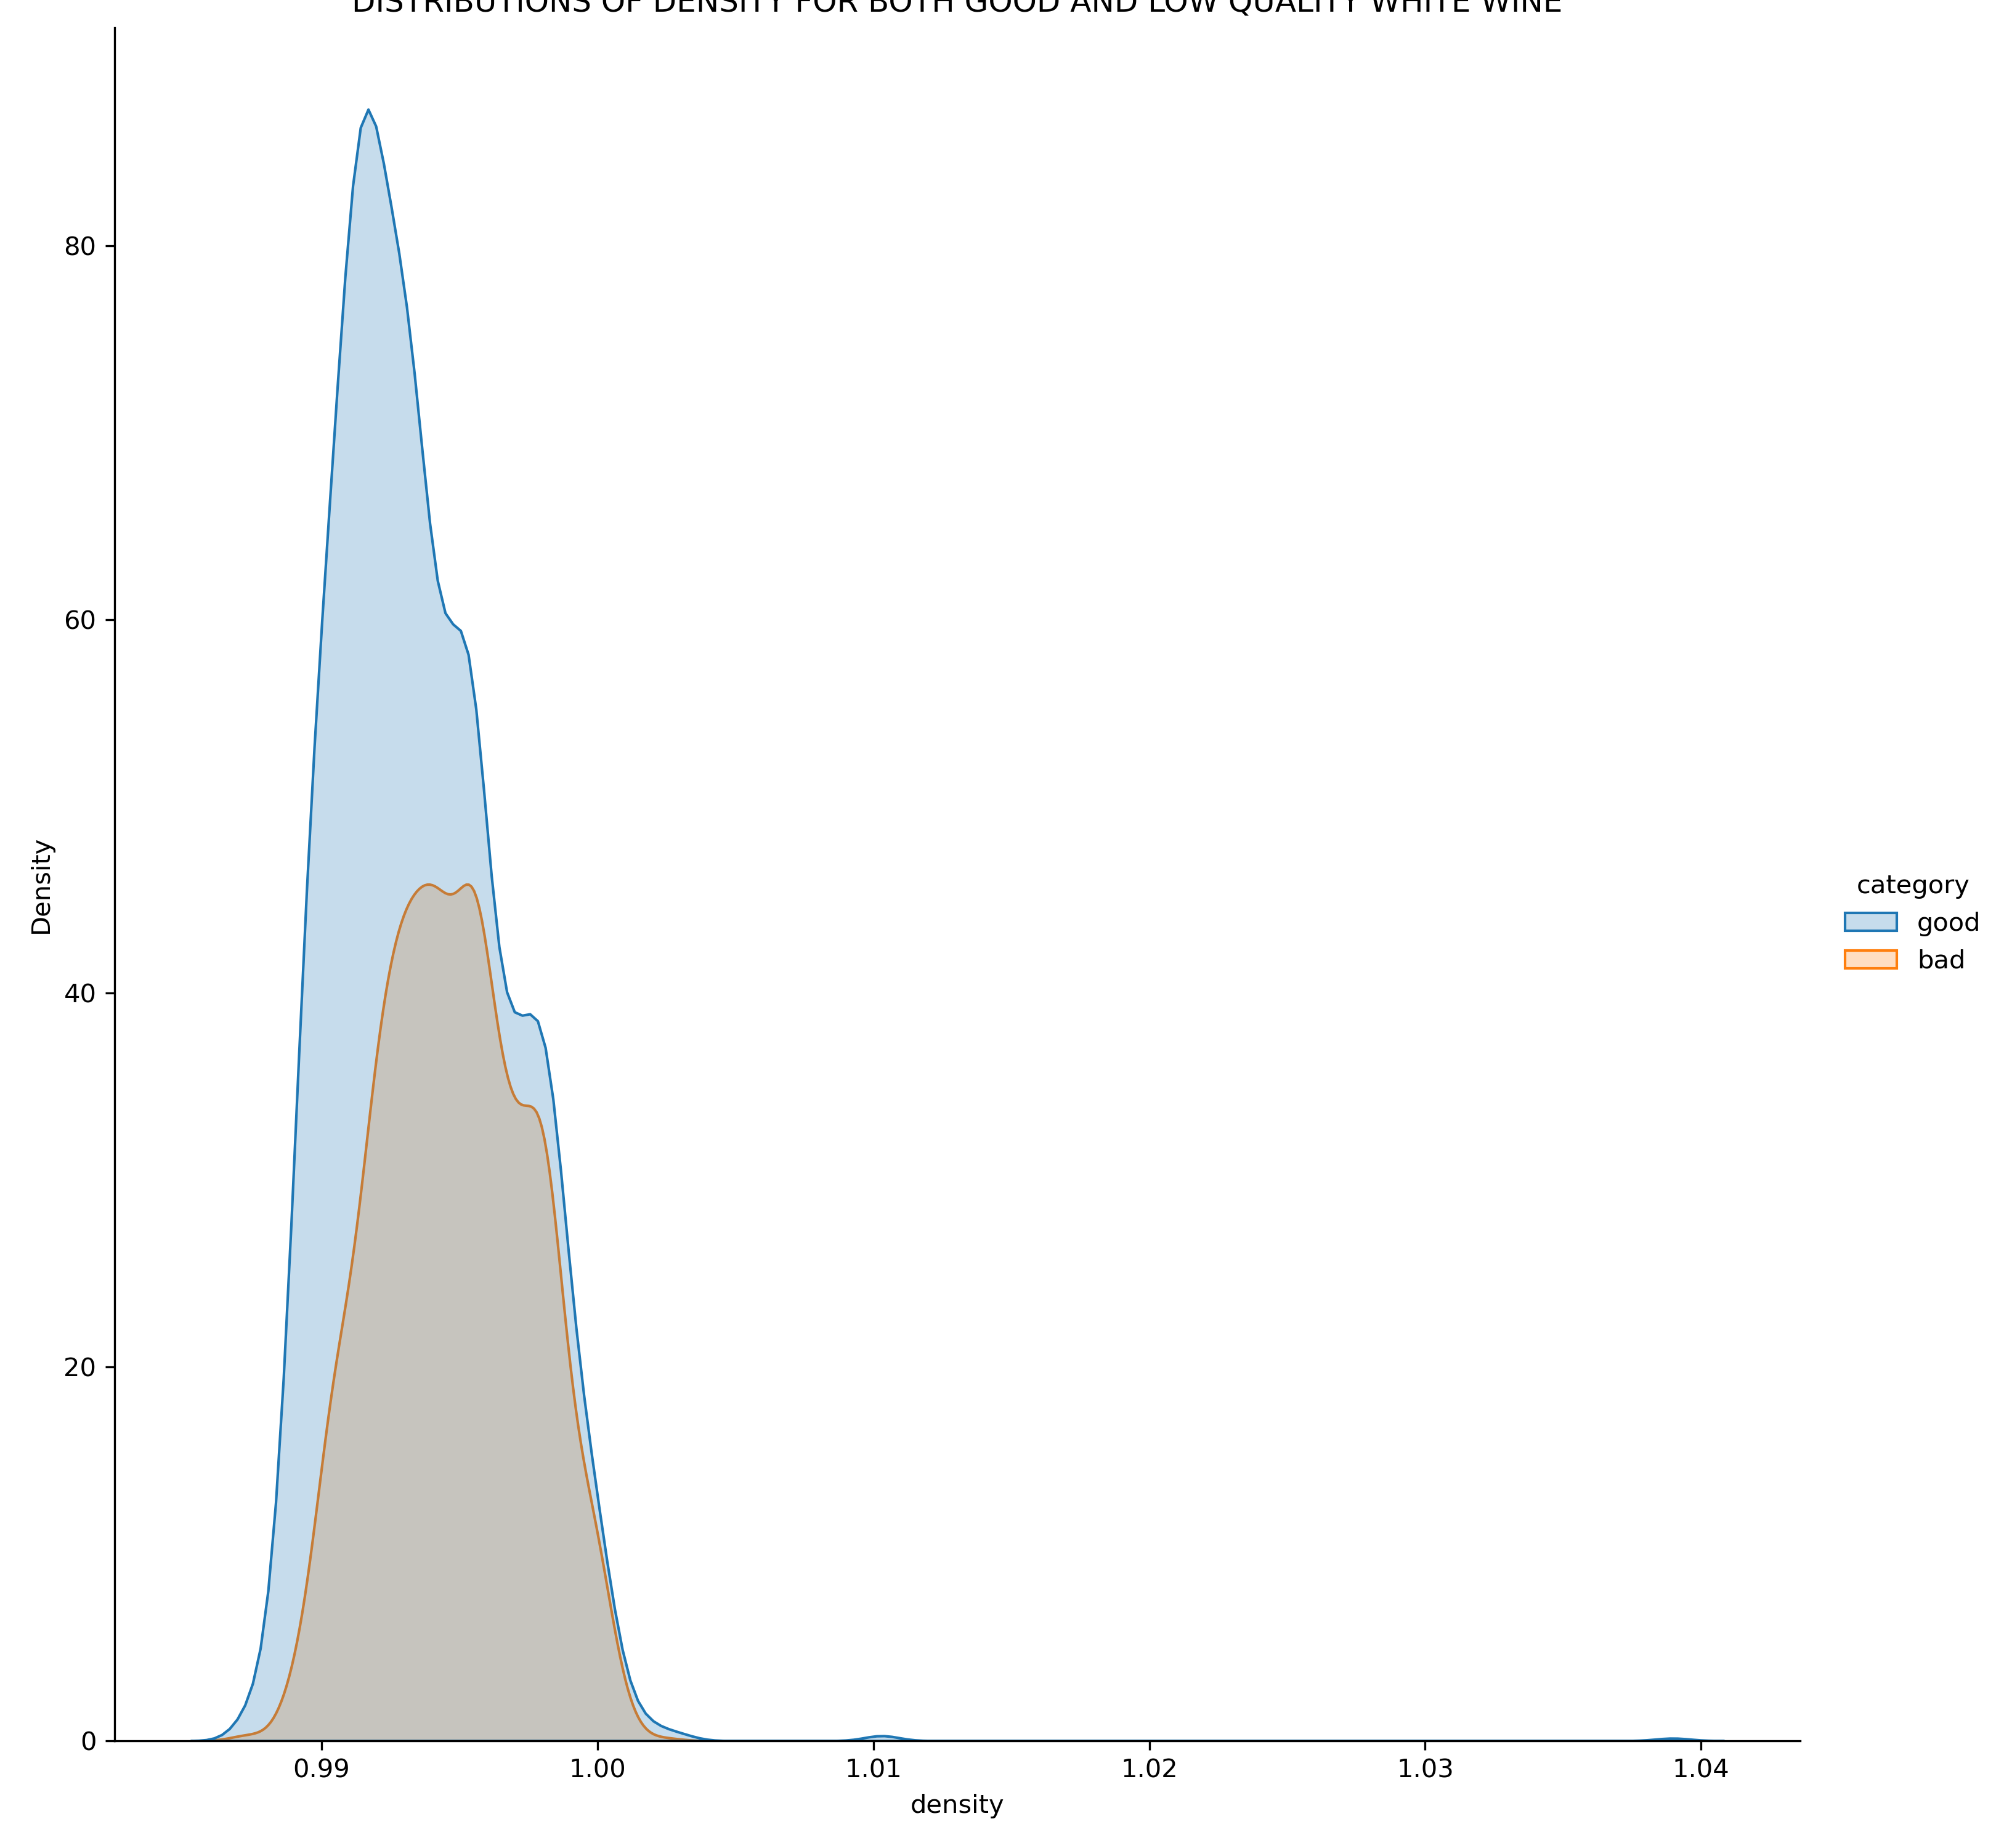 DISTRIBUTIONS OF DENSITY FOR BOTH GOOD AND LOW QUALITY WHITE WINE
80
60
40
20
0
Density
0.99 1.00 1.01 1.02 1.03 1.04
density
category
good
bad